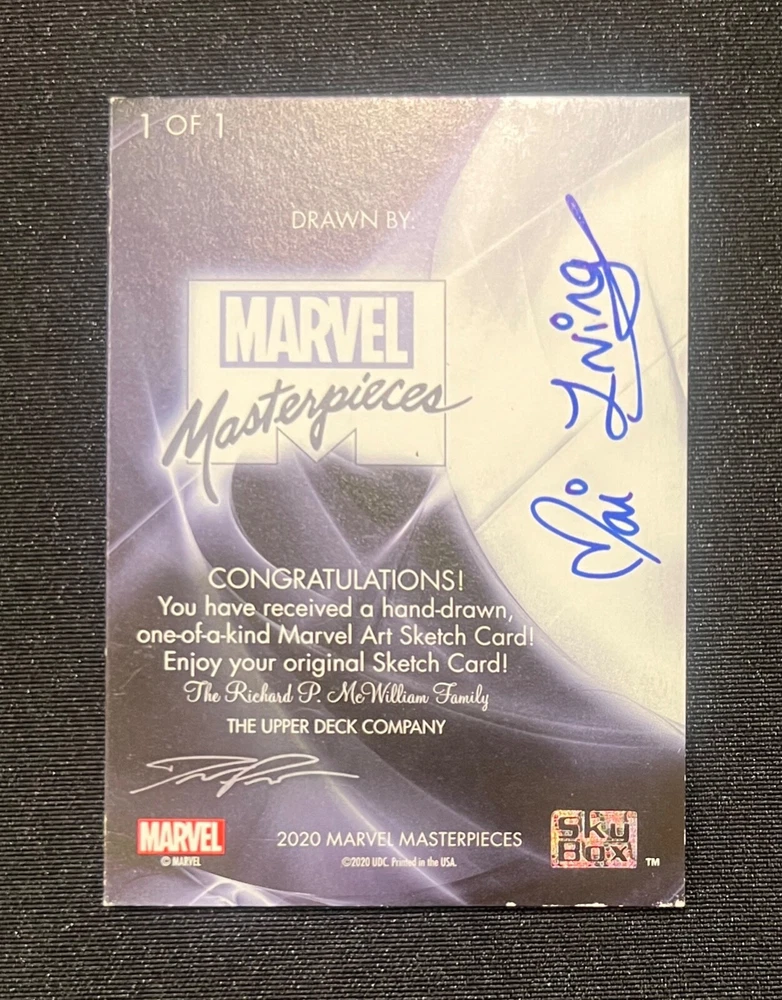 1 OF 1
DRAWN BY:
MARVEL
Masterpieces
CONGRATULATIONS!
You have received a hand-drawn,
one-of-a-kind Marvel Art Sketch Card!
Enjoy your original Sketch Card!
The Richard P. McWilliam Family
THE UPPER DECK COMPANY
MARVEL
© MARVEL
2020 MARVEL MASTERPIECES
©2020 UDC. Printed in the USA.
SkyBox
TM